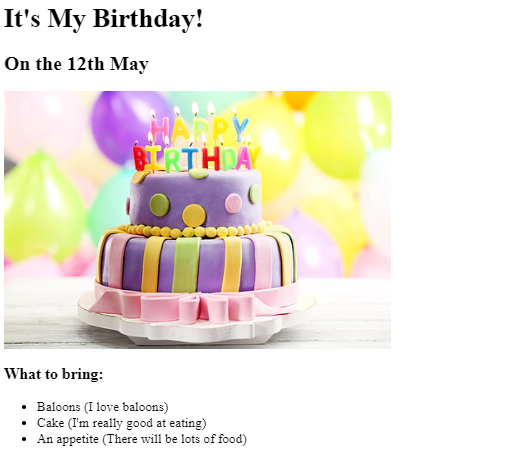 It's My Birthday!
On the 12th May
HAPPY
BIRTHDAY
What to bring:
Baloons (I love baloons)
Cake (I'm really good at eating)
An appetite (There will be lots of food)